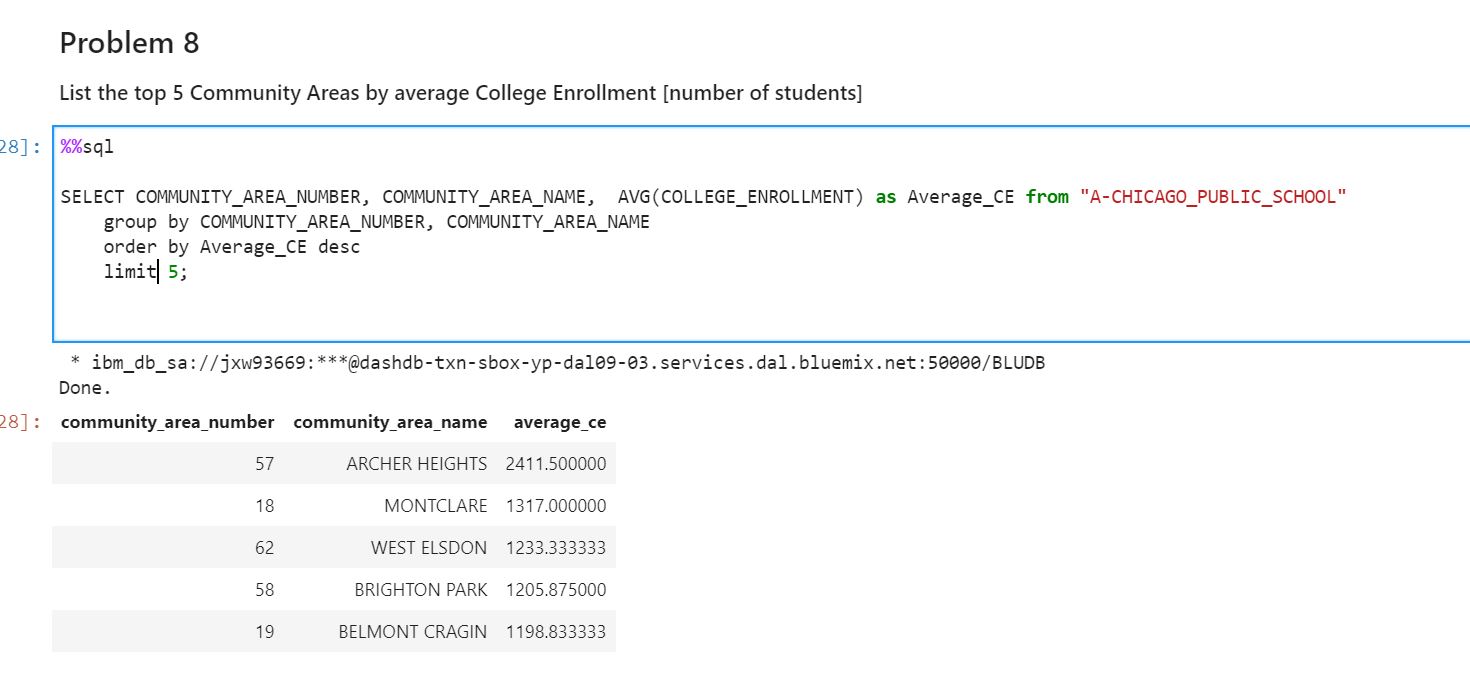 Problem 8
List the top 5 Community Areas by average College Enrollment [number of students]
28]: %%sql
SELECT COMMUNITY_AREA_NUMBER, COMMUNITY_AREA_NAME,  AVG(COLLEGE_ENROLLMENT) as Average_CE from "A-CHICAGO_PUBLIC_SCHOOL"
group by COMMUNITY_AREA_NUMBER, COMMUNITY_AREA_NAME
order by Average_CE desc
limit 5;
* ibm_db_sa://jxw93669:***@dashdb-txn-sbox-yp-dal09-03.services.dal.bluemix.net:50000/BLUDB
Done.
28]: community_area_number community_area_name average_ce
57 ARCHER HEIGHTS 2411.500000
18 MONTCLARE 1317.000000
62 WEST ELSDON 1233.333333
58 BRIGHTON PARK 1205.875000
19 BELMONT CRAGIN 1198.833333